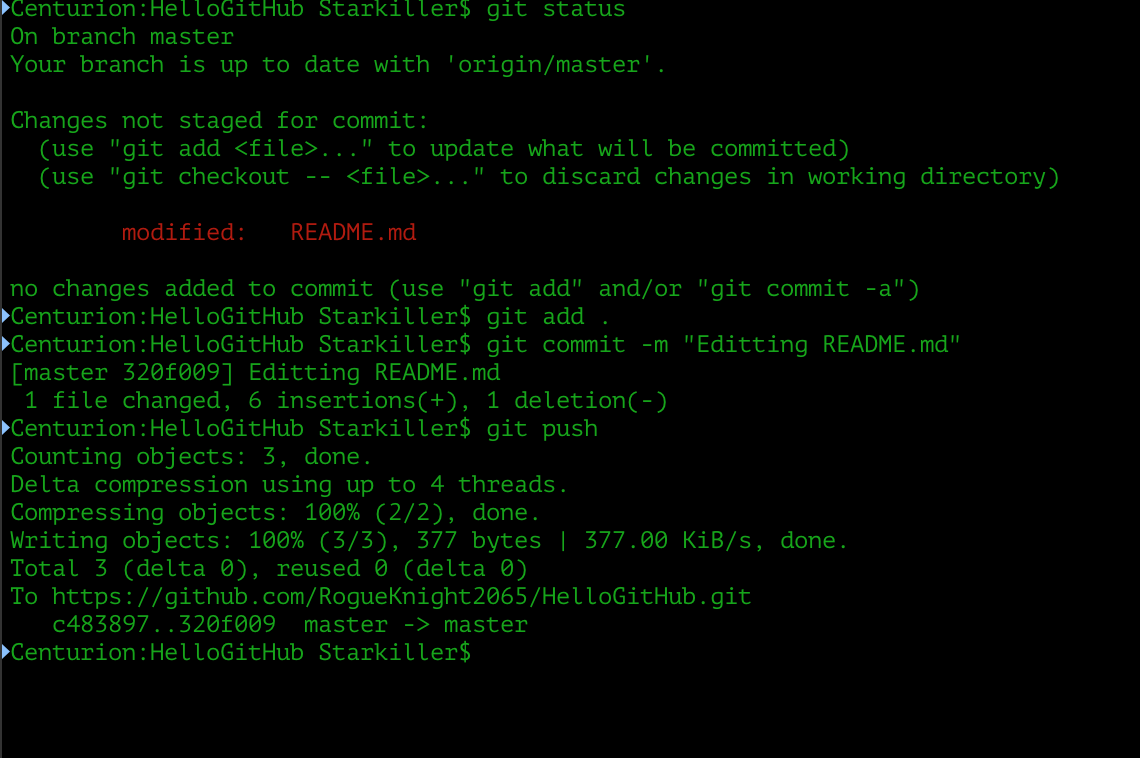 Centurion:HelloGitHub Starkiller$ git status
On branch master
Your branch is up to date with 'origin/master'.
Changes not staged for commit:
  (use "git add <file>..." to update what will be committed)
  (use "git checkout -- <file>..." to discard changes in working directory)
        modified:   README.md
no changes added to commit (use "git add" and/or "git commit -a")
Centurion:HelloGitHub Starkiller$ git add .
Centurion:HelloGitHub Starkiller$ git commit -m "Editting README.md"
[master 320f009] Editting README.md
 1 file changed, 6 insertions(+), 1 deletion(-)
Centurion:HelloGitHub Starkiller$ git push
Counting objects: 3, done.
Delta compression using up to 4 threads.
Compressing objects: 100% (2/2), done.
Writing objects: 100% (3/3), 377 bytes | 377.00 KiB/s, done.
Total 3 (delta 0), reused 0 (delta 0)
To https://github.com/RogueKnight2065/HelloGitHub.git
   c483897..320f009  master -> master
Centurion:HelloGitHub Starkiller$